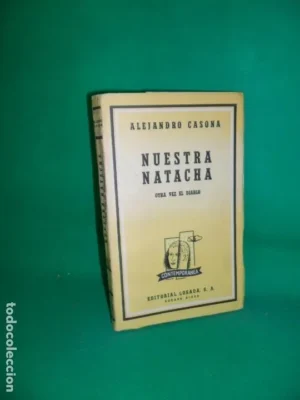 ALEJANDRO CASONA
NUESTRA
NATACHA
OTRA VEZ EL DIABLO
CONTEMPORANEA
EDITORIAL LOSADA, S. A.
BUENOS AIRES
todocoleccion